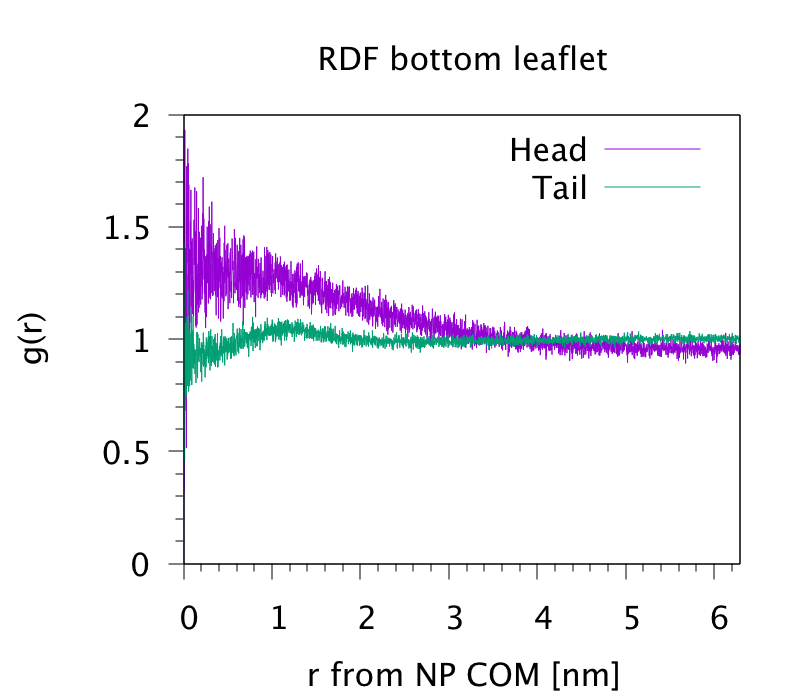 RDF bottom leaflet
2
1.5
1
0.5
0
g(r)
Head
Tail
0 1 2 3 4 5 6
r from NP COM [nm]